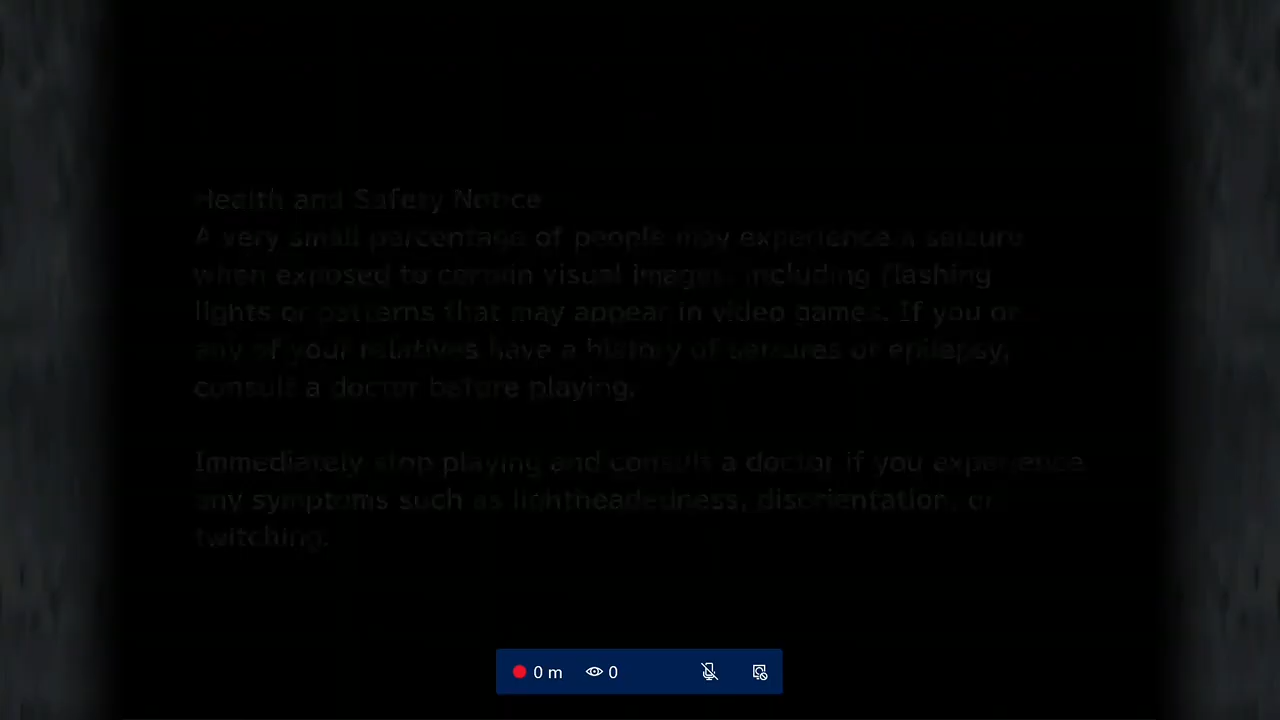 Health and Safety Notice
A very small percentage of people may experience a seizure
when exposed to certain visual images, including flashing
lights or patterns that may appear in video games. If you or
any of your relatives have a history of seizures or epilepsy,
consult a doctor before playing.
Immediately stop playing and consult a doctor if you experience
any symptoms such as lightheadedness, disorientation, or
twitching.
0 m 0